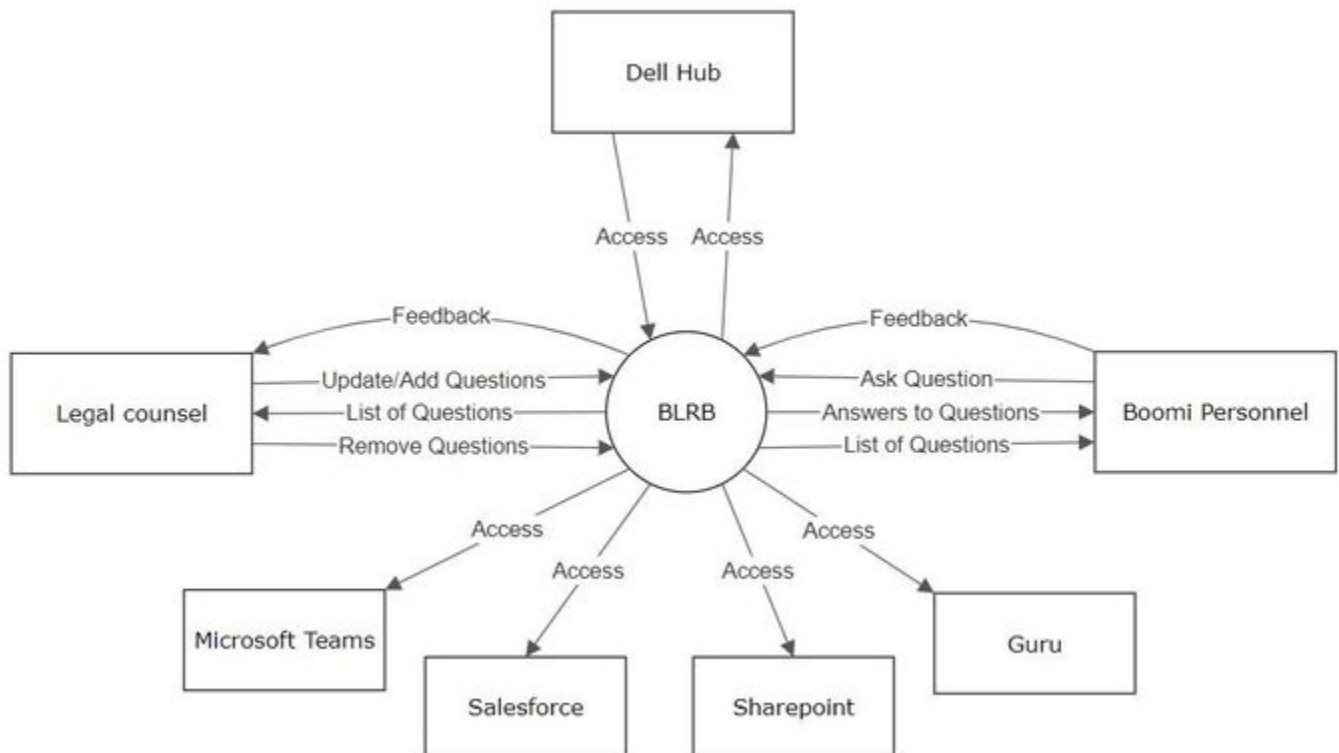 Dell Hub
Access Access
Feedback Feedback
Update/Add Questions Ask Question
Legal counsel List of Questions BLRB Answers to Questions Boomi Personnel
Remove Questions List of Questions
Access Access
Access Access
Microsoft Teams Guru
Salesforce Sharepoint